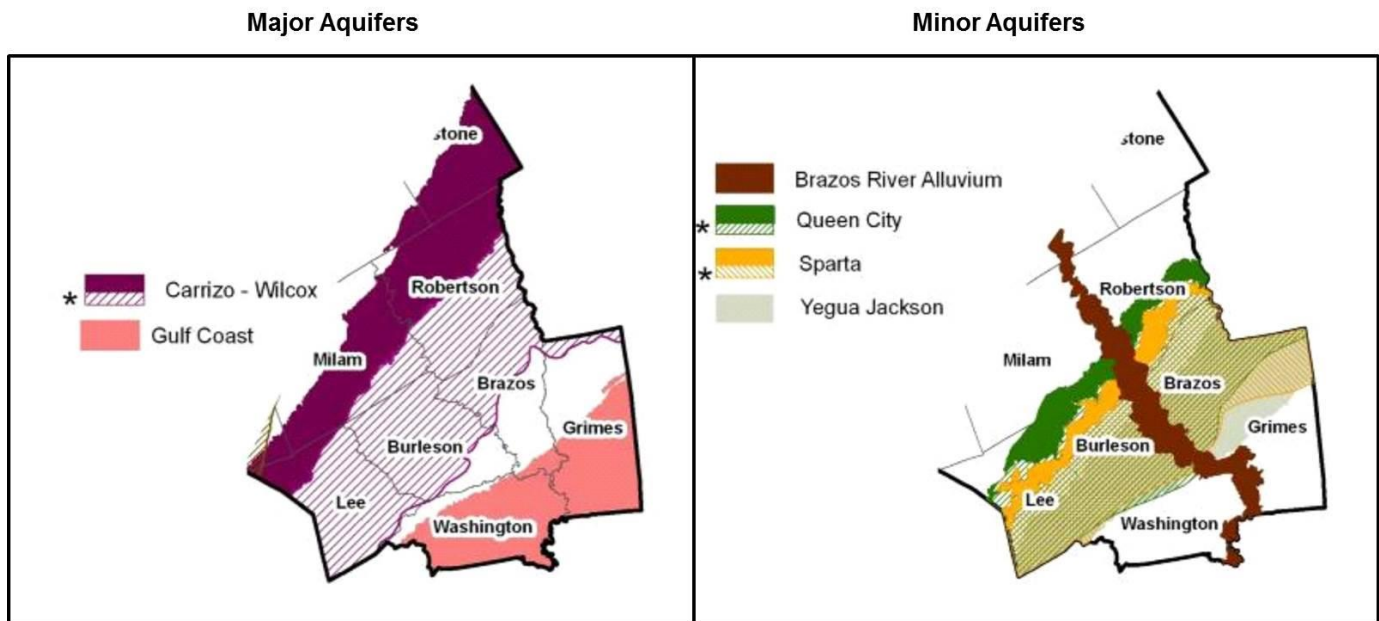 Major Aquifers
Minor Aquifers
stone
Robertson
* Carrizo - Wilcox
Gulf Coast
Milam
Brazos
Grimes
Burleson
Lee
Washington
stone
Brazos River Alluvium
* Queen City
* Sparta
Yegua Jackson
Robertson
Milam
Brazos
Grimes
Burleson
Lee
Washington